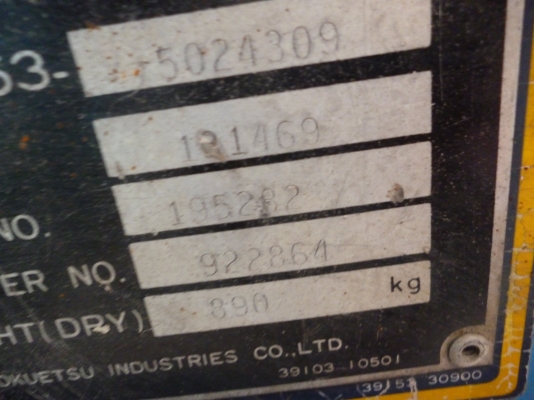 53- 5024309
191469
NO. 195282
ER NO. 922864
HT(DRY) 890 kg
OKUETSU INDUSTRIES CO.,LTD.
39103 10501
39153 30900